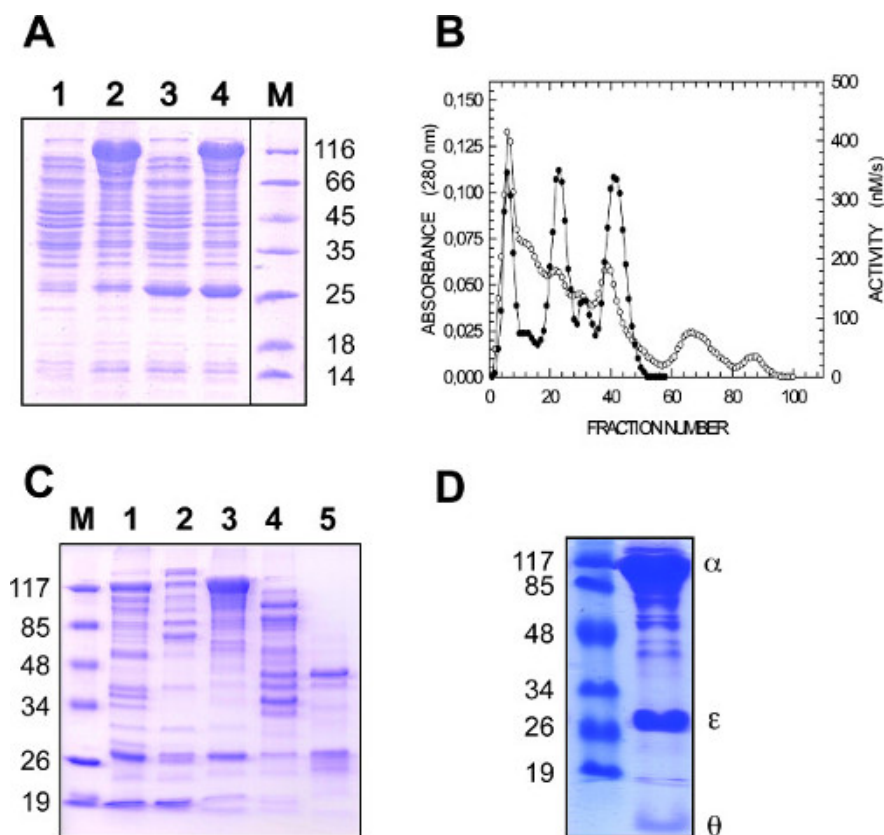 A
1 2 3 4 M
116
66
45
35
25
18
14
B
ABSORBANCE (280 nm)
0,150
0,125
0,100
0,075
0,050
0,025
0,000
500
400
300
200
100
0
ACTIVITY (nM/s)
0 20 40 60 80 100
FRACTION NUMBER
C
M 1 2 3 4 5
117
85
48
34
26
19
D
117
85
48
34
26
19
α
ε
θ